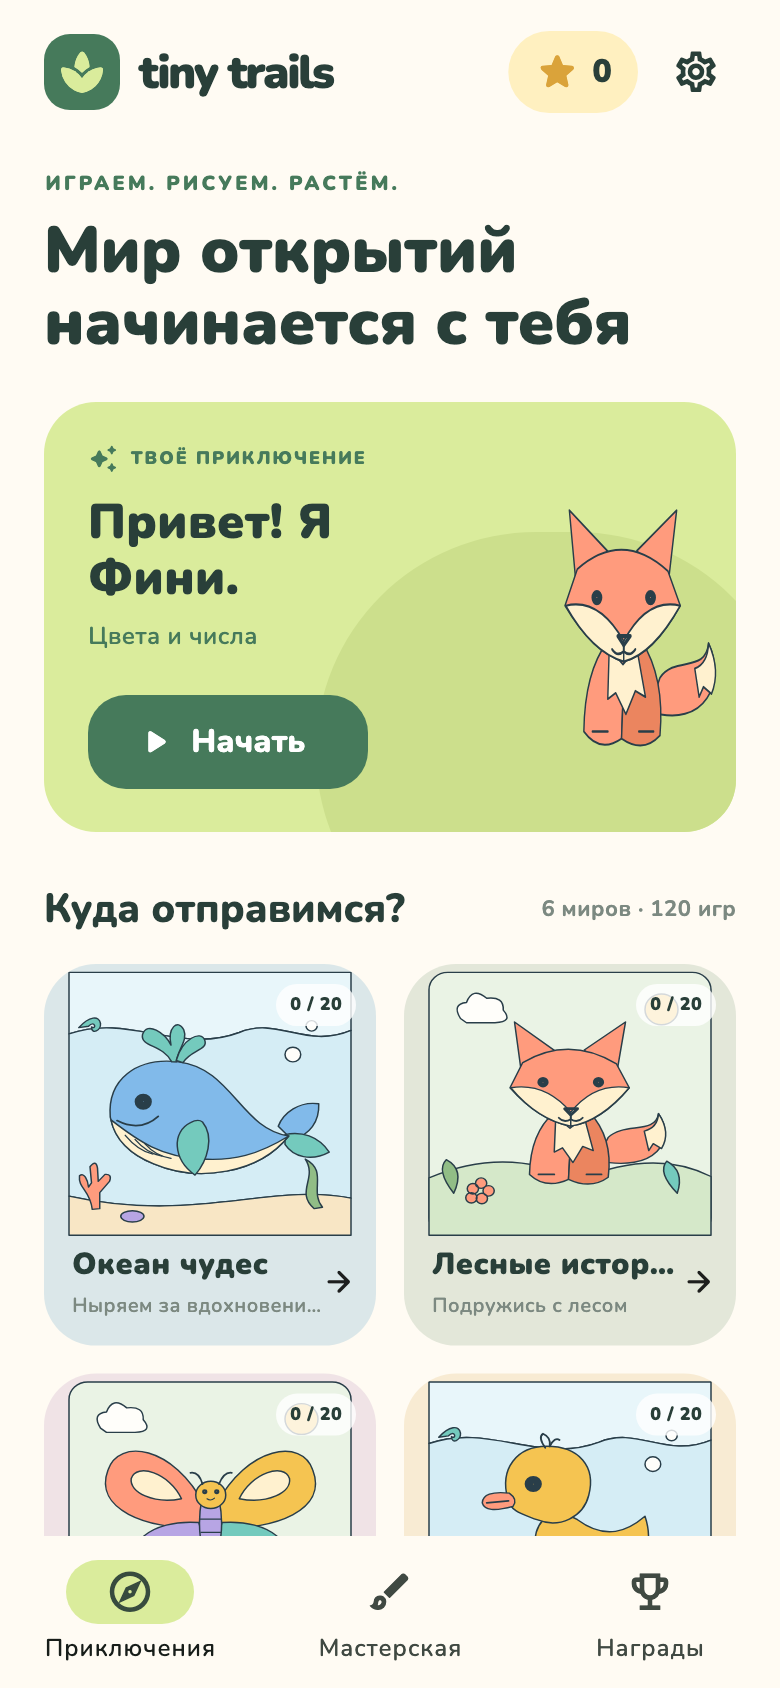 tiny trails
0
ИГРАЕМ. РИСУЕМ. РАСТЁМ.
Мир открытий
начинается с тебя
ТВОЁ ПРИКЛЮЧЕНИЕ
Привет! Я
Фини.
Цвета и числа
Начать
Куда отправимся?
6 миров · 120 игр
0 / 20
0 / 20
Океан чудес
Ныряем за вдохновени...
Лесные истор...
Подружись с лесом
0 / 20
0 / 20
Приключения
Мастерская
Награды